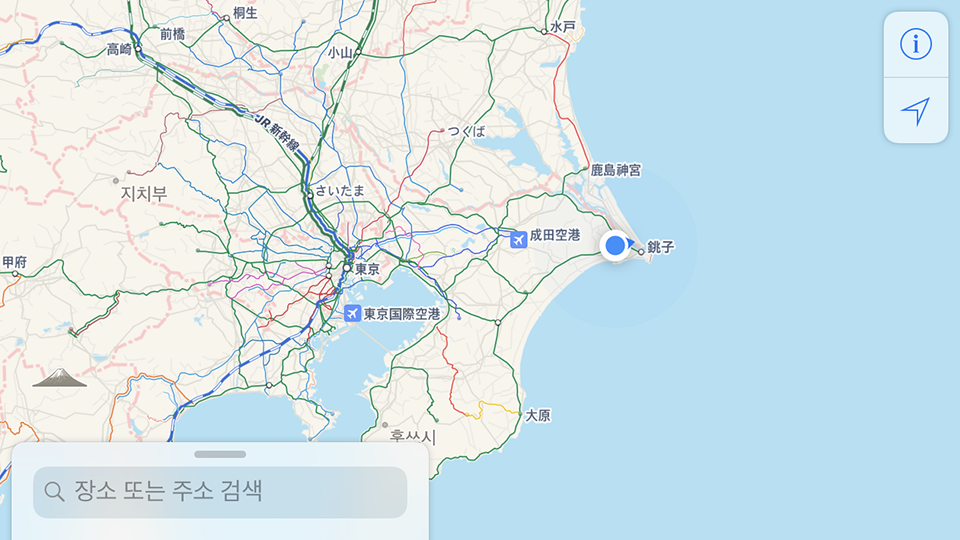 桐生
水戸
前橋
高崎
小山
JR 新幹線
つくば
鹿島神宮
지치부
さいたま
成田空港
銚子
甲府
東京
東京国際空港
大原
장소 또는 주소 검색